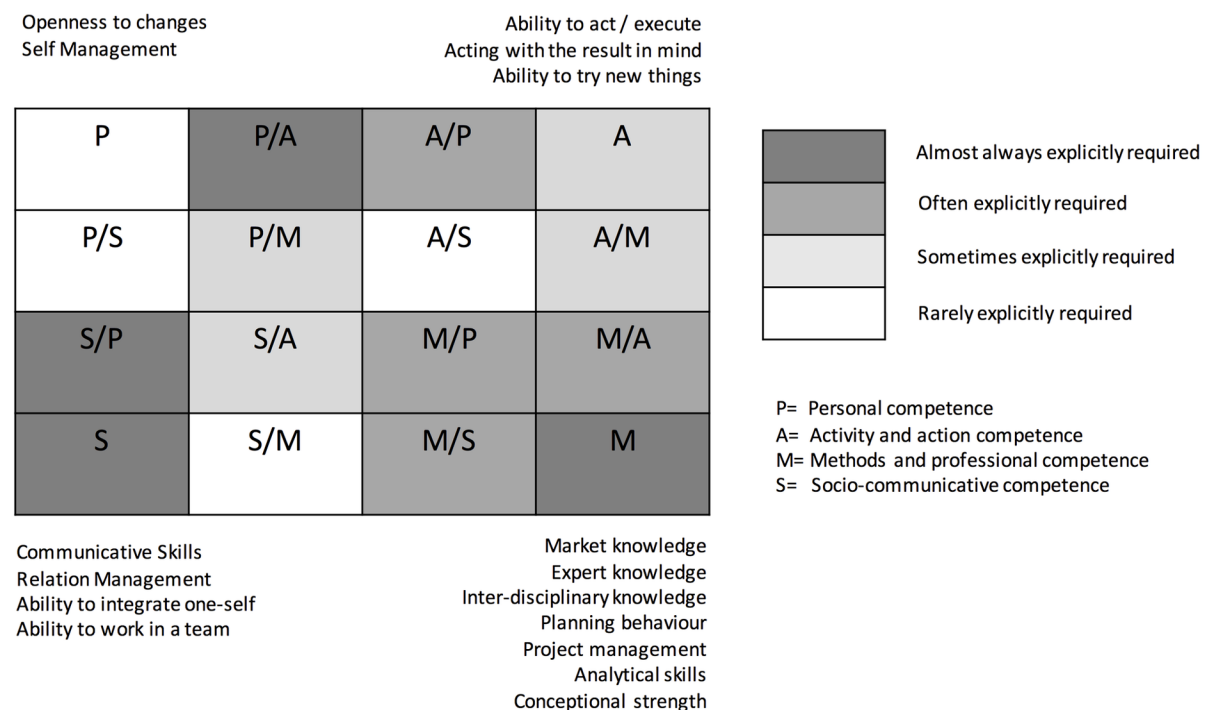 Openness to changes
Self Management
Ability to act / execute
Acting with the result in mind
Ability to try new things
P P/A A/P A
P/S P/M A/S A/M
S/P S/A M/P M/A
S S/M M/S M
Almost always explicitly required
Often explicitly required
Sometimes explicitly required
Rarely explicitly required
P= Personal competence
A= Activity and action competence
M= Methods and professional competence
S= Socio-communicative competence
Communicative Skills
Relation Management
Ability to integrate one-self
Ability to work in a team
Market knowledge
Expert knowledge
Inter-disciplinary knowledge
Planning behaviour
Project management
Analytical skills
Conceptional strength